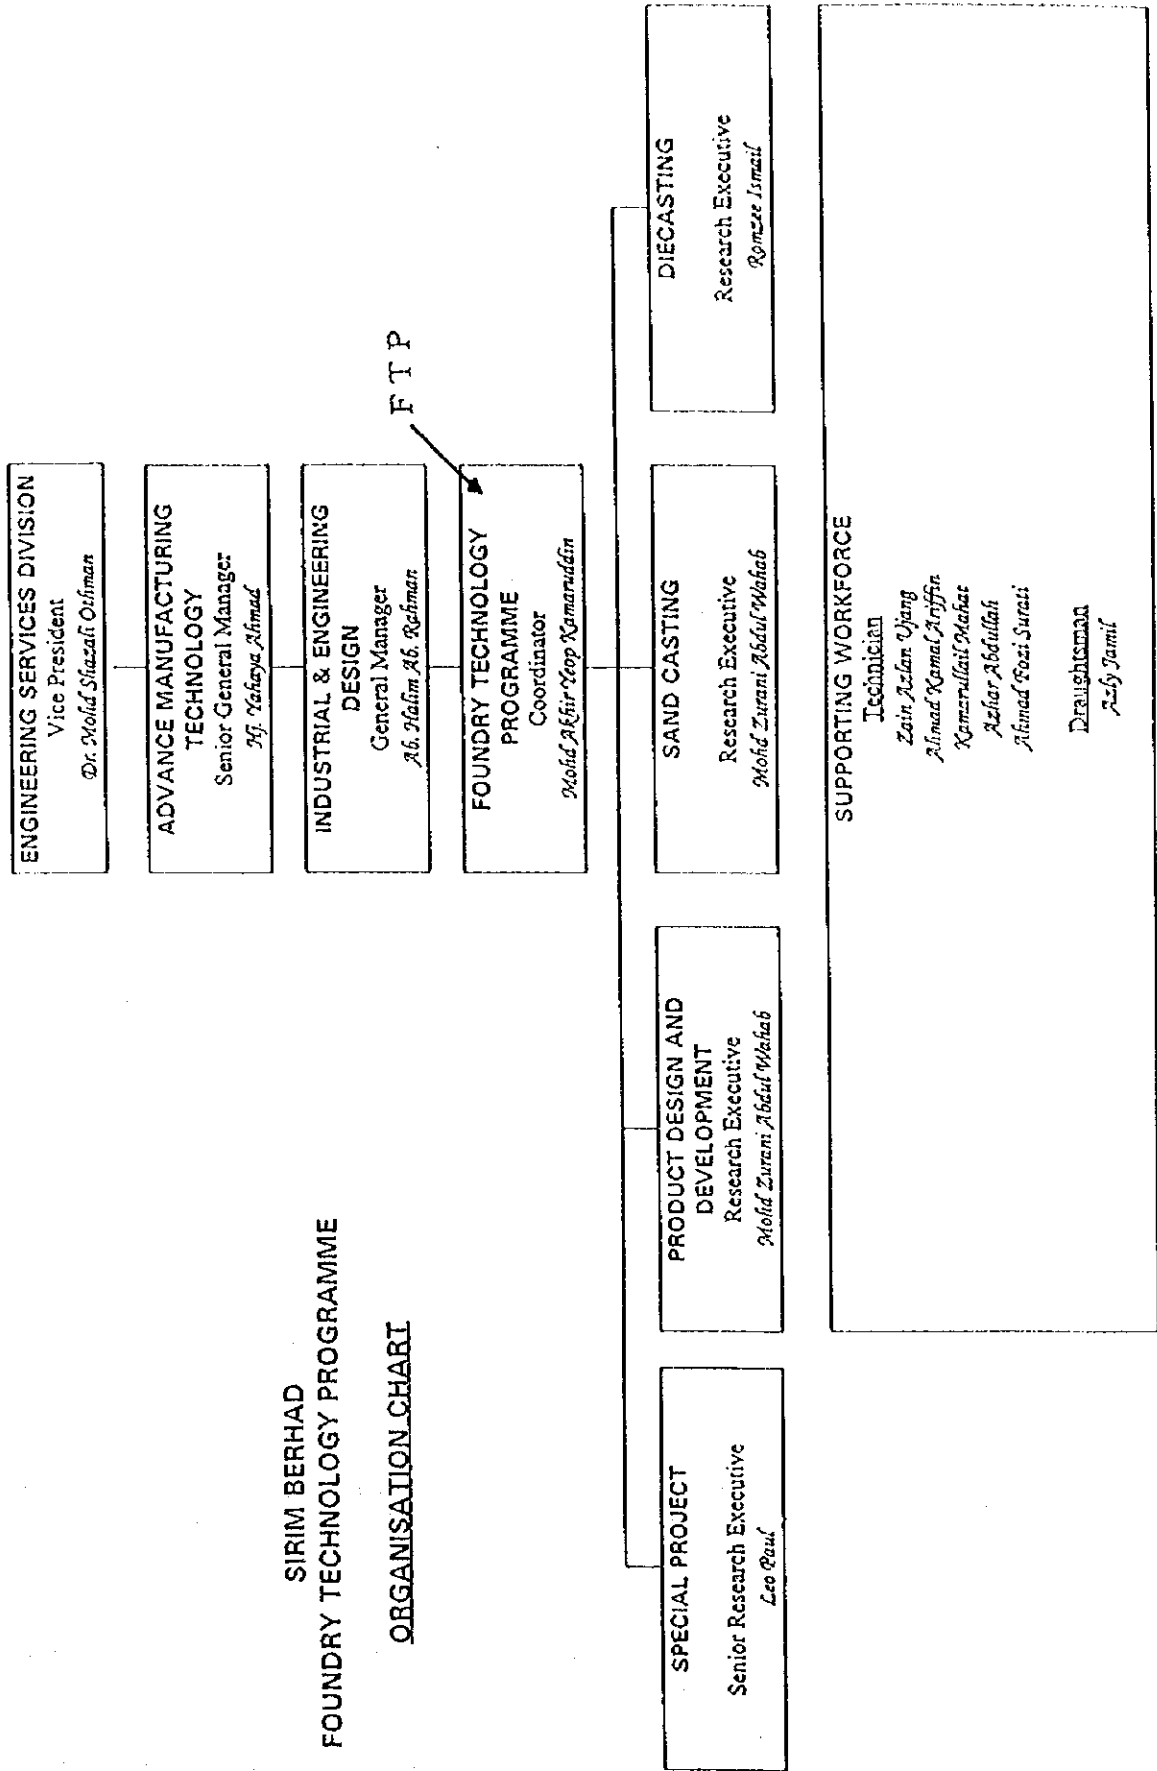 SIRIM BERHAD
FOUNDRY TECHNOLOGY PROGRAMME
ORGANISATION CHART
ENGINEERING SERVICES DIVISION
Vice President
Dr. Mohd Shazali Othman
ADVANCE MANUFACTURING
TECHNOLOGY
Senior General Manager
Hj. Yahaya Ahmad
INDUSTRIAL & ENGINEERING
DESIGN
General Manager
Ab. Halim Ab. Rahman
F T P
FOUNDRY TECHNOLOGY
PROGRAMME
Coordinator
Mohd Akhir Yeop Kamaruddin
SPECIAL PROJECT
Senior Research Executive
Leo Paul
PRODUCT DESIGN AND
DEVELOPMENT
Research Executive
Mohd Zurani Abdul Wahab
SAND CASTING
Research Executive
Mohd Zurani Abdul Wahab
DIECASTING
Research Executive
Romzee Ismail
SUPPORTING WORKFORCE
Technician
Zain Azlan Ujang
Ahmad Kamal Ariffin
Kamarullail Mahat
Azhar Abdullah
Ahmad Fozi Surati
Draughtsman
Azly Jamil